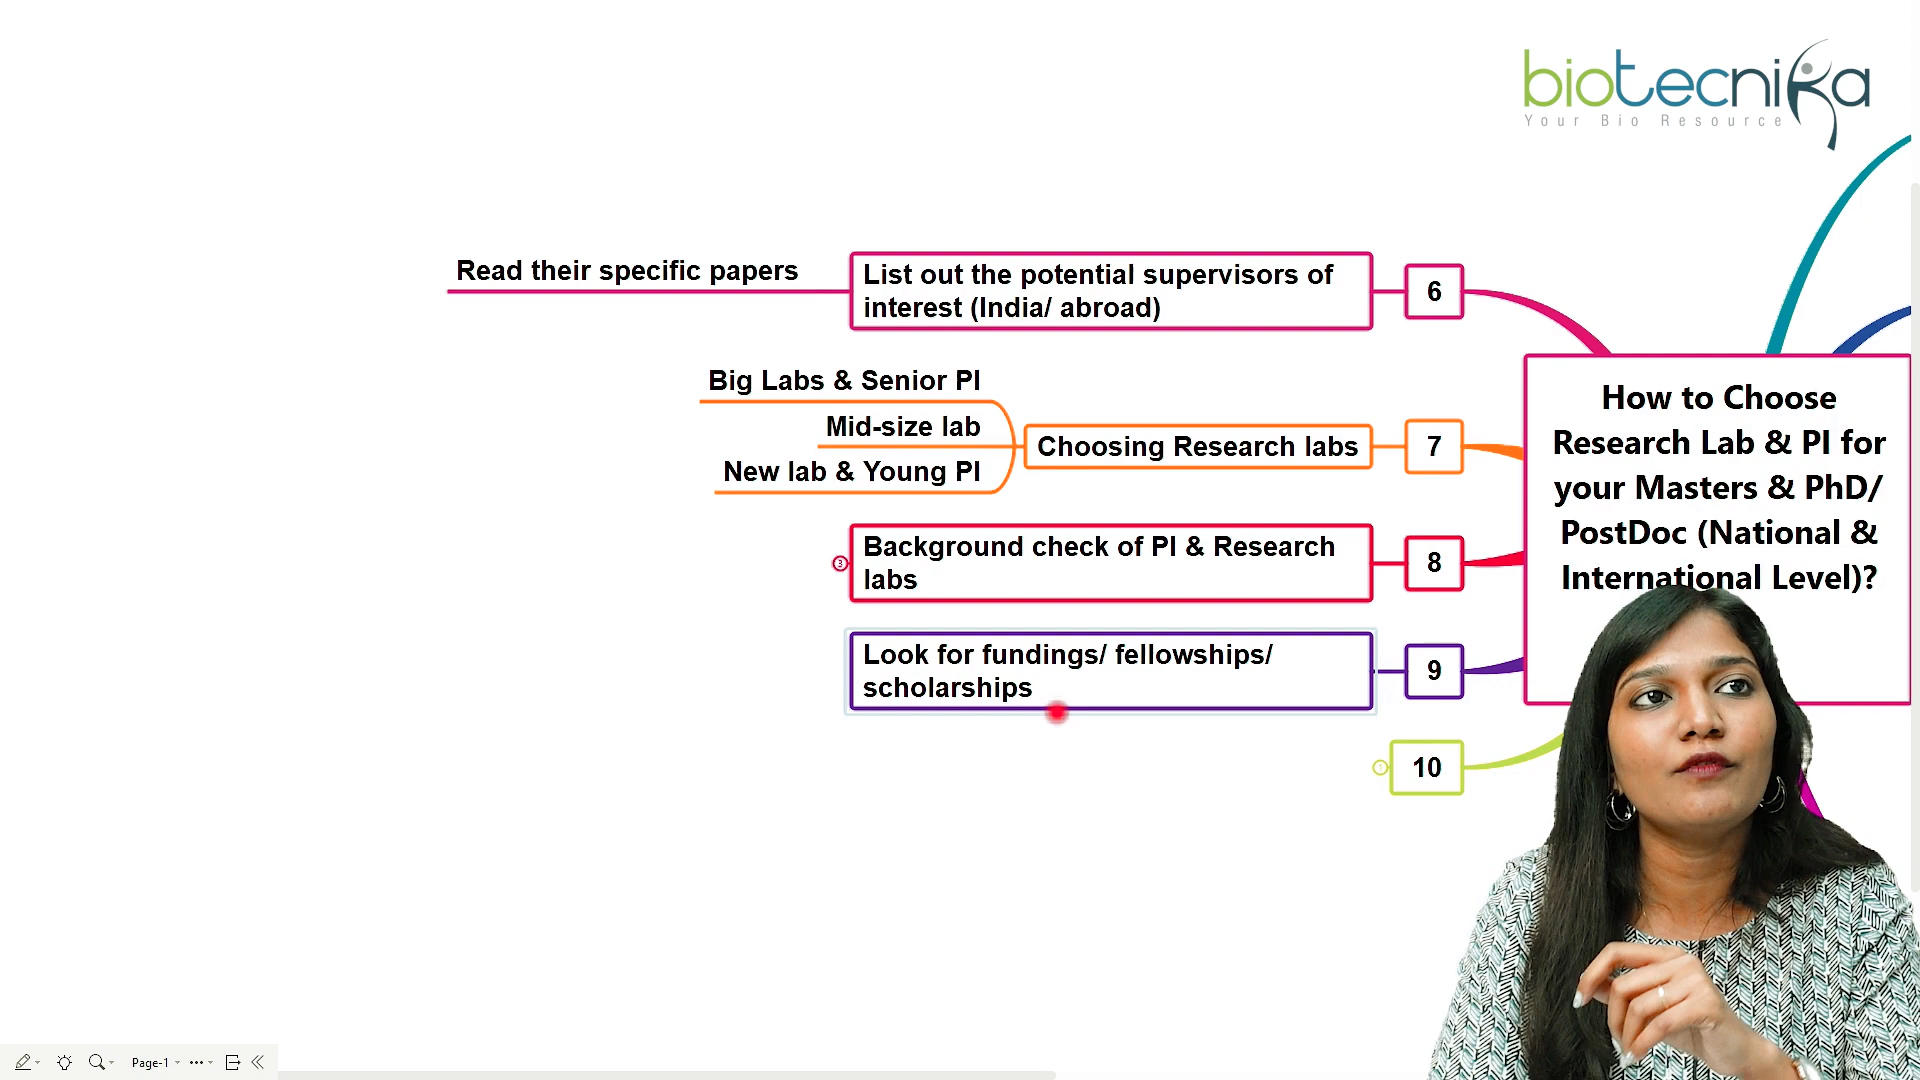 biotecnika
Your Bio Resource
Read their specific papers
List out the potential supervisors of
interest (India/ abroad)
6
Big Labs & Senior PI
Mid-size lab
New lab & Young PI
Choosing Research labs
7
3
Background check of PI & Research
labs
8
Look for fundings/ fellowships/
scholarships
9
1
10
How to Choose
Research Lab & PI for
your Masters & PhD/
PostDoc (National &
International Level)?
Page-1